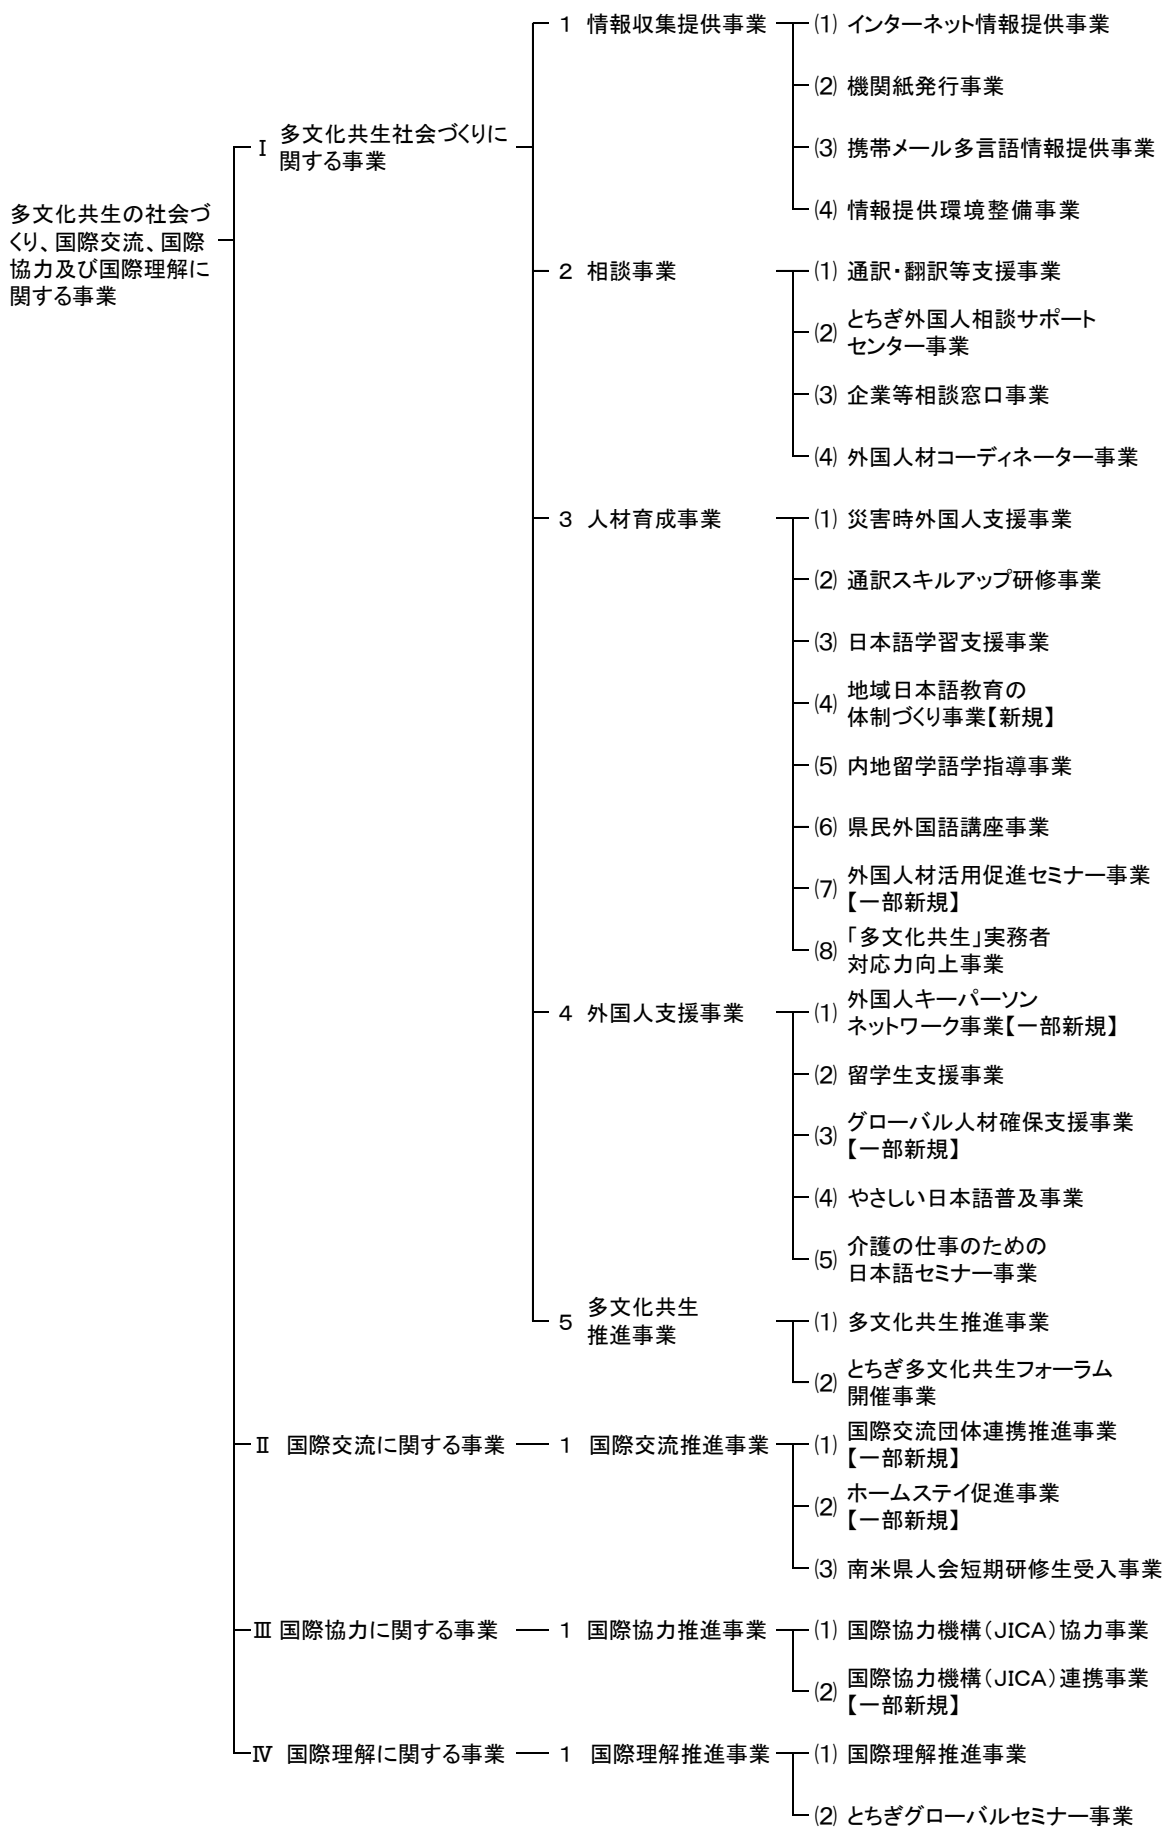 多文化共生の社会づ
くり、国際交流、国際
協力及び国際理解に
関する事業
Ⅰ 多文化共生社会づくりに
関する事業
1 情報収集提供事業
(1) インターネット情報提供事業
(2) 機関紙発行事業
(3) 携帯メール多言語情報提供事業
(4) 情報提供環境整備事業
2 相談事業
(1) 通訳・翻訳等支援事業
(2) とちぎ外国人相談サポート
センター事業
(3) 企業等相談窓口事業
(4) 外国人材コーディネーター事業
3 人材育成事業
(1) 災害時外国人支援事業
(2) 通訳スキルアップ研修事業
(3) 日本語学習支援事業
(4) 地域日本語教育の
体制づくり事業【新規】
(5) 内地留学語学指導事業
(6) 県民外国語講座事業
(7) 外国人材活用促進セミナー事業
【一部新規】
(8) 「多文化共生」実務者
対応力向上事業
4 外国人支援事業
(1) 外国人キーパーソン
ネットワーク事業【一部新規】
(2) 留学生支援事業
(3) グローバル人材確保支援事業
【一部新規】
(4) やさしい日本語普及事業
(5) 介護の仕事のための
日本語セミナー事業
5 多文化共生
推進事業
(1) 多文化共生推進事業
(2) とちぎ多文化共生フォーラム
開催事業
Ⅱ 国際交流に関する事業
1 国際交流推進事業
(1) 国際交流団体連携推進事業
【一部新規】
(2) ホームステイ促進事業
【一部新規】
(3) 南米県人会短期研修生受入事業
Ⅲ 国際協力に関する事業
1 国際協力推進事業
(1) 国際協力機構(JICA)協力事業
(2) 国際協力機構(JICA)連携事業
【一部新規】
Ⅳ 国際理解に関する事業
1 国際理解推進事業
(1) 国際理解推進事業
(2) とちぎグローバルセミナー事業